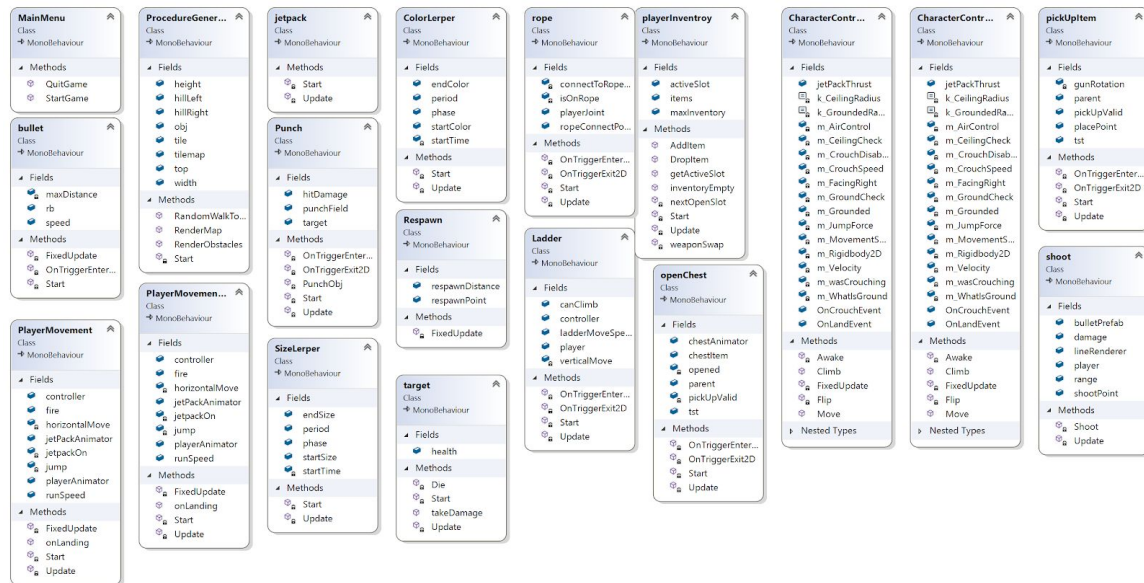 MainMenu
Class
MonoBehaviour
Methods
QuitGame
StartGame
bullet
Class
MonoBehaviour
Fields
maxDistance
rb
speed
Methods
FixedUpdate
OnTriggerEnter...
Start
PlayerMovement
Class
MonoBehaviour
Fields
controller
fire
horizontalMove
jetPackAnimator
jetpackOn
jump
playerAnimator
runSpeed
Methods
FixedUpdate
onLanding
Start
Update
ProcedureGener...
Class
MonoBehaviour
Fields
height
hillLeft
hillRight
obj
tile
tilemap
top
width
Methods
RandomWalkTo...
RenderMap
RenderObstacles
Start
PlayerMovemen...
Class
MonoBehaviour
Fields
controller
fire
horizontalMove
jetPackAnimator
jetpackOn
jump
playerAnimator
runSpeed
Methods
FixedUpdate
onLanding
Start
Update
jetpack
Class
MonoBehaviour
Methods
Start
Update
Punch
Class
MonoBehaviour
Fields
hitDamage
punchField
target
Methods
OnTriggerEnter...
OnTriggerExit2D
PunchObj
Start
Update
SizeLerper
Class
MonoBehaviour
Fields
endSize
period
phase
startSize
startTime
Methods
Start
Update
ColorLerper
Class
MonoBehaviour
Fields
endColor
period
phase
startColor
startTime
Methods
Start
Update
Respawn
Class
MonoBehaviour
Fields
respawnDistance
respawnPoint
Methods
FixedUpdate
target
Class
MonoBehaviour
Fields
health
Methods
Die
Start
takeDamage
Update
rope
Class
MonoBehaviour
Fields
connectToRope...
isOnRope
playerJoint
ropeConnectPo...
Methods
OnTriggerEnter...
OnTriggerExit2D
Start
Update
Ladder
Class
MonoBehaviour
Fields
canClimb
controller
ladderMoveSpe...
player
verticalMove
Methods
OnTriggerEnter...
OnTriggerExit2D
Start
Update
playerInventroy
Class
MonoBehaviour
Fields
activeSlot
items
maxInventory
Methods
AddItem
DropItem
getActiveSlot
inventoryEmpty
nextOpenSlot
Start
Update
weaponSwap
openChest
Class
MonoBehaviour
Fields
chestAnimator
chestItem
opened
parent
pickUpValid
tst
Methods
OnTriggerEnter...
OnTriggerExit2D
Start
Update
CharacterContr...
Class
MonoBehaviour
Fields
jetPackThrust
k_CeilingRadius
k_GroundedRa...
m_AirControl
m_CeilingCheck
m_CrouchDisab...
m_CrouchSpeed
m_FacingRight
m_GroundCheck
m_Grounded
m_JumpForce
m_MovementS...
m_Rigidbody2D
m_Velocity
m_wasCrouching
m_WhatIsGround
OnCrouchEvent
OnLandEvent
Methods
Awake
Climb
FixedUpdate
Flip
Move
Nested Types
CharacterContr...
Class
MonoBehaviour
Fields
jetPackThrust
k_CeilingRadius
k_GroundedRa...
m_AirControl
m_CeilingCheck
m_CrouchDisab...
m_CrouchSpeed
m_FacingRight
m_GroundCheck
m_Grounded
m_JumpForce
m_MovementS...
m_Rigidbody2D
m_Velocity
m_wasCrouching
m_WhatIsGround
OnCrouchEvent
OnLandEvent
Methods
Awake
Climb
FixedUpdate
Flip
Move
Nested Types
pickUpItem
Class
MonoBehaviour
Fields
gunRotation
parent
pickUpValid
placePoint
tst
Methods
OnTriggerEnter...
OnTriggerExit2D
Start
Update
shoot
Class
MonoBehaviour
Fields
bulletPrefab
damage
lineRenderer
player
range
shootPoint
Methods
Shoot
Update